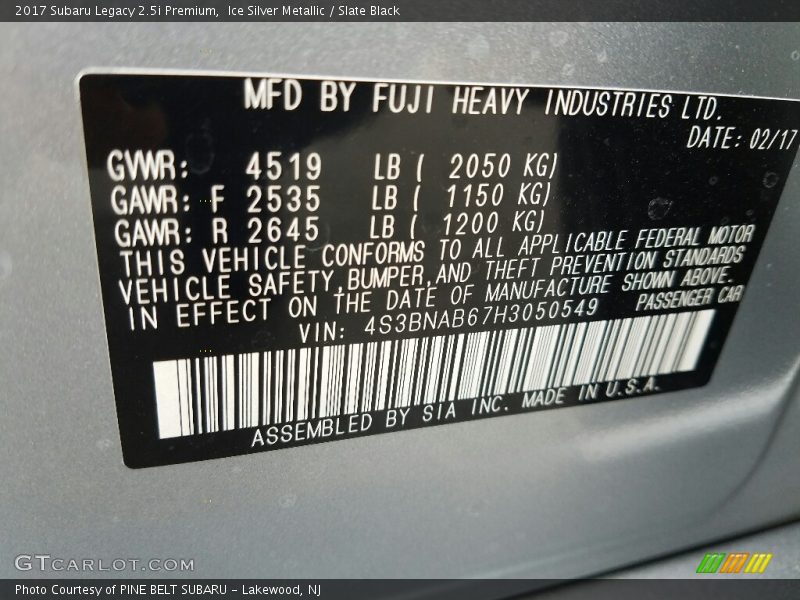 2017 Subaru Legacy 2.5i Premium,  Ice Silver Metallic / Slate Black
MFD BY FUJI HEAVY INDUSTRIES LTD.
DATE: 02/17
GVWR: 4519 LB ( 2050 KG)
GAWR: F 2535 LB ( 1150 KG)
GAWR: R 2645 LB ( 1200 KG)
THIS VEHICLE CONFORMS TO ALL APPLICABLE FEDERAL MOTOR
VEHICLE SAFETY,BUMPER,AND THEFT PREVENTION STANDARDS
IN EFFECT ON THE DATE OF MANUFACTURE SHOWN ABOVE.
VIN: 4S3BNAB67H3050549 PASSENGER CAR
ASSEMBLED BY SIA INC. MADE IN U.S.A.
GTCARLOT.COM
Photo Courtesy of PINE BELT SUBARU - Lakewood, NJ